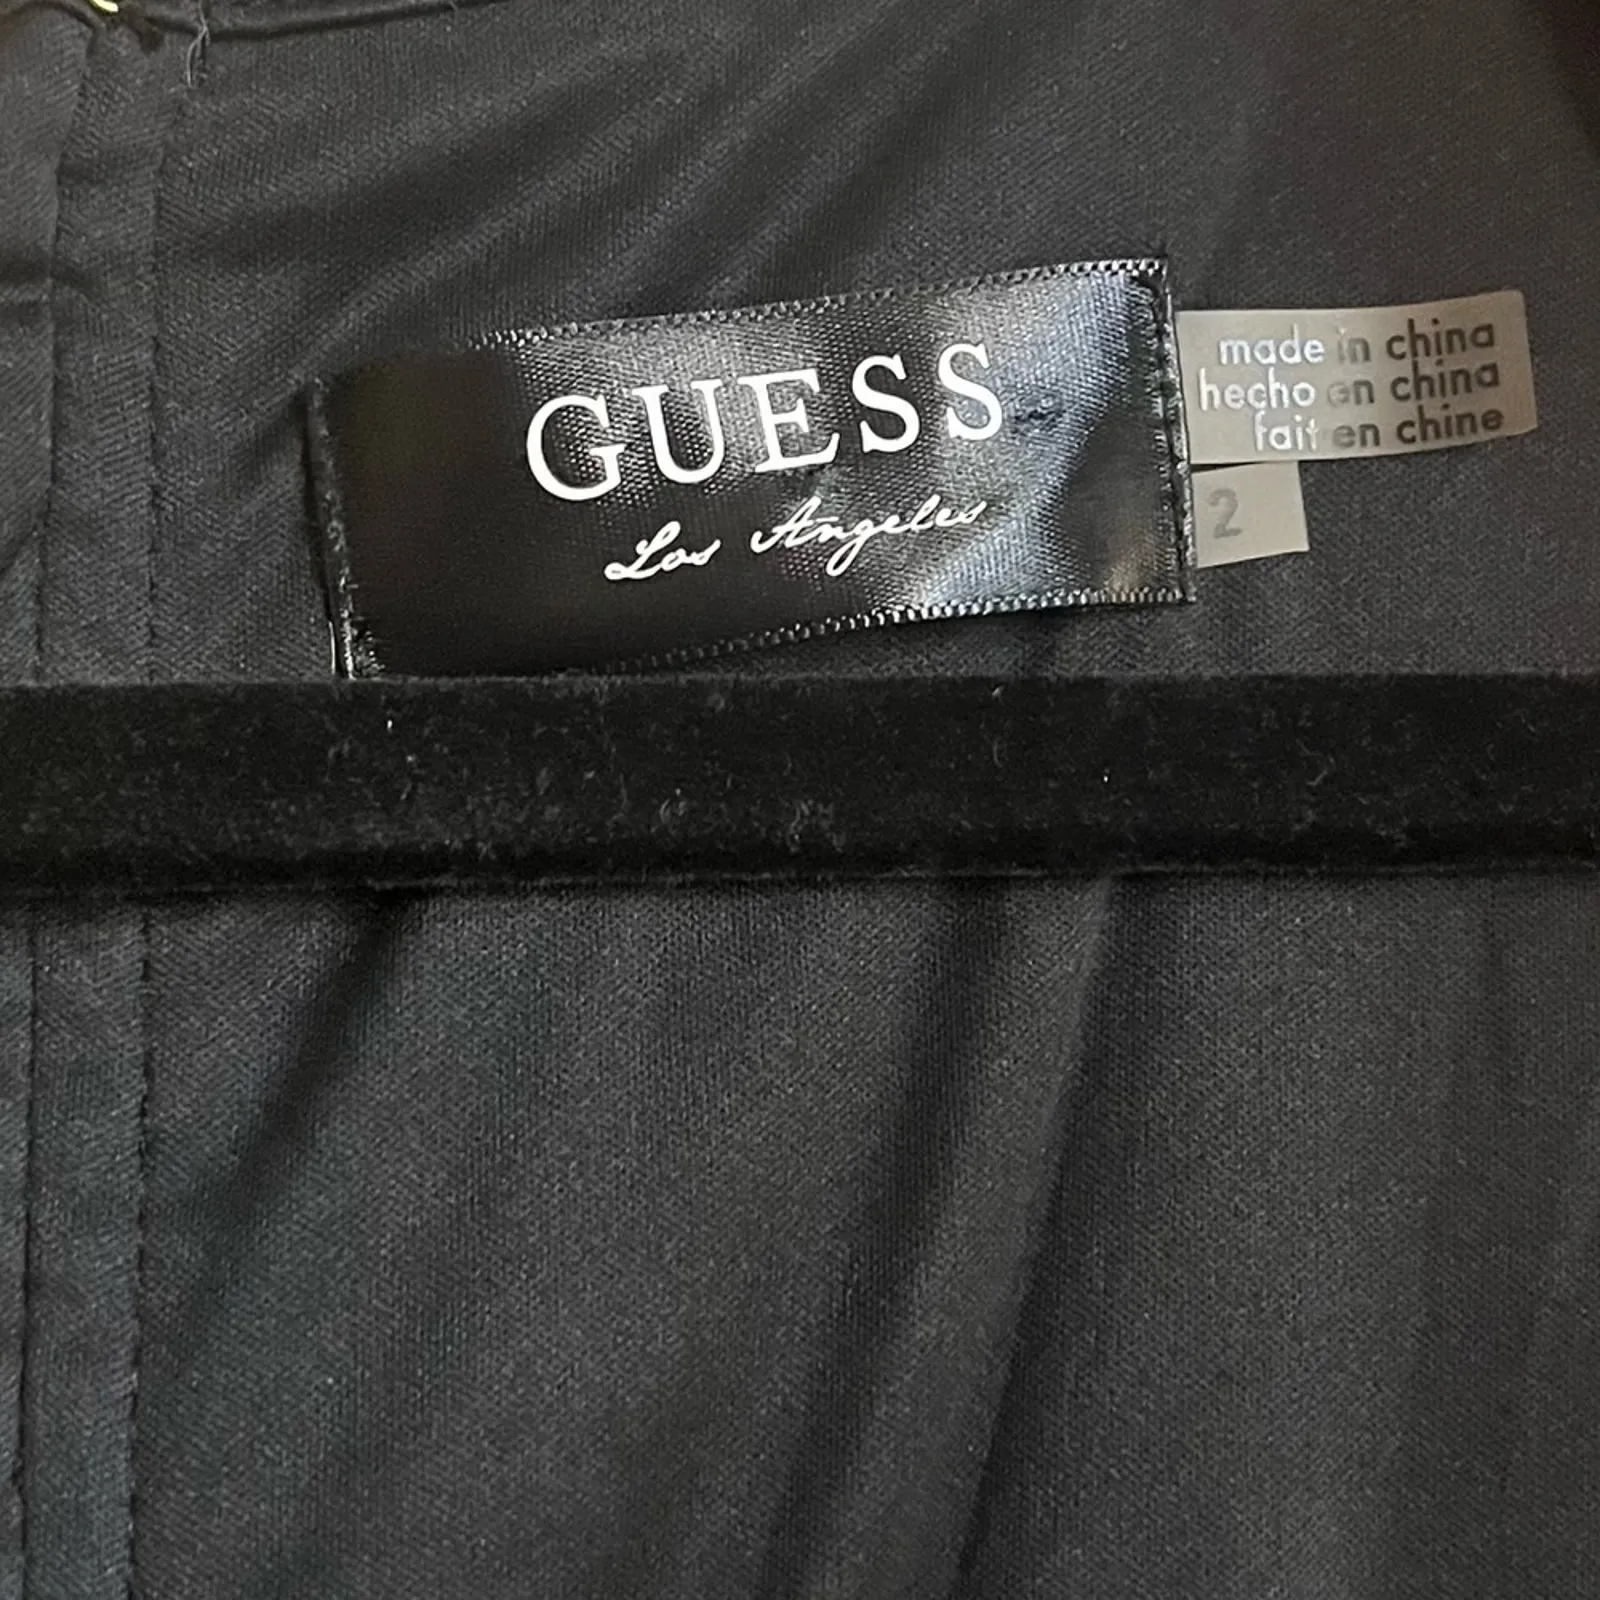 GUESS
Los Angeles
made in china
hecho en china
fait en chine
2